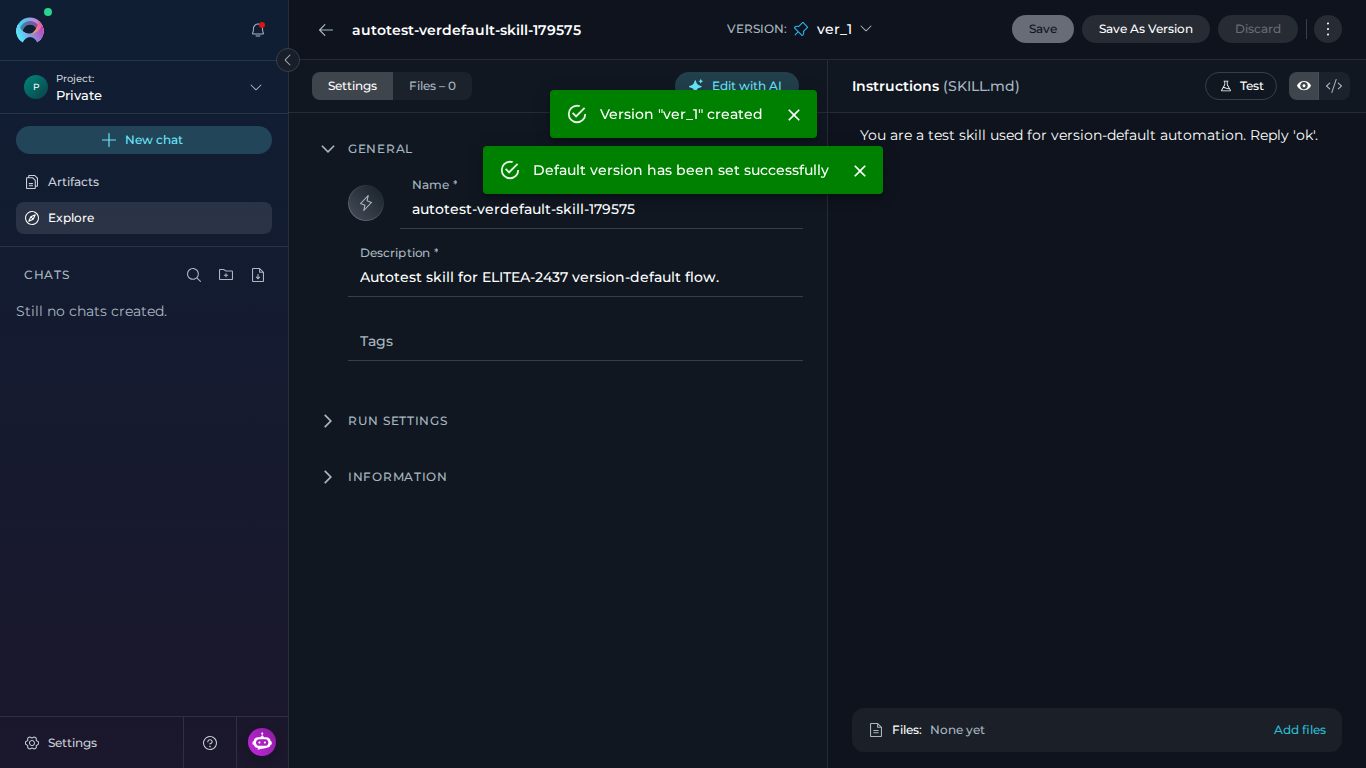 autotest-verdefault-skill-179575
VERSION: ver_1
Save
Save As Version
Discard
P
Project:
Private
New chat
Artifacts
Explore
CHATS
Still no chats created.
Settings
Settings
Files – 0
Edit with AI
Version "ver_1" created
Default version has been set successfully
GENERAL
Name *
autotest-verdefault-skill-179575
Description *
Autotest skill for ELITEA-2437 version-default flow.
Tags
RUN SETTINGS
INFORMATION
Instructions (SKILL.md)
Test
You are a test skill used for version-default automation. Reply 'ok'.
Files: None yet
Add files